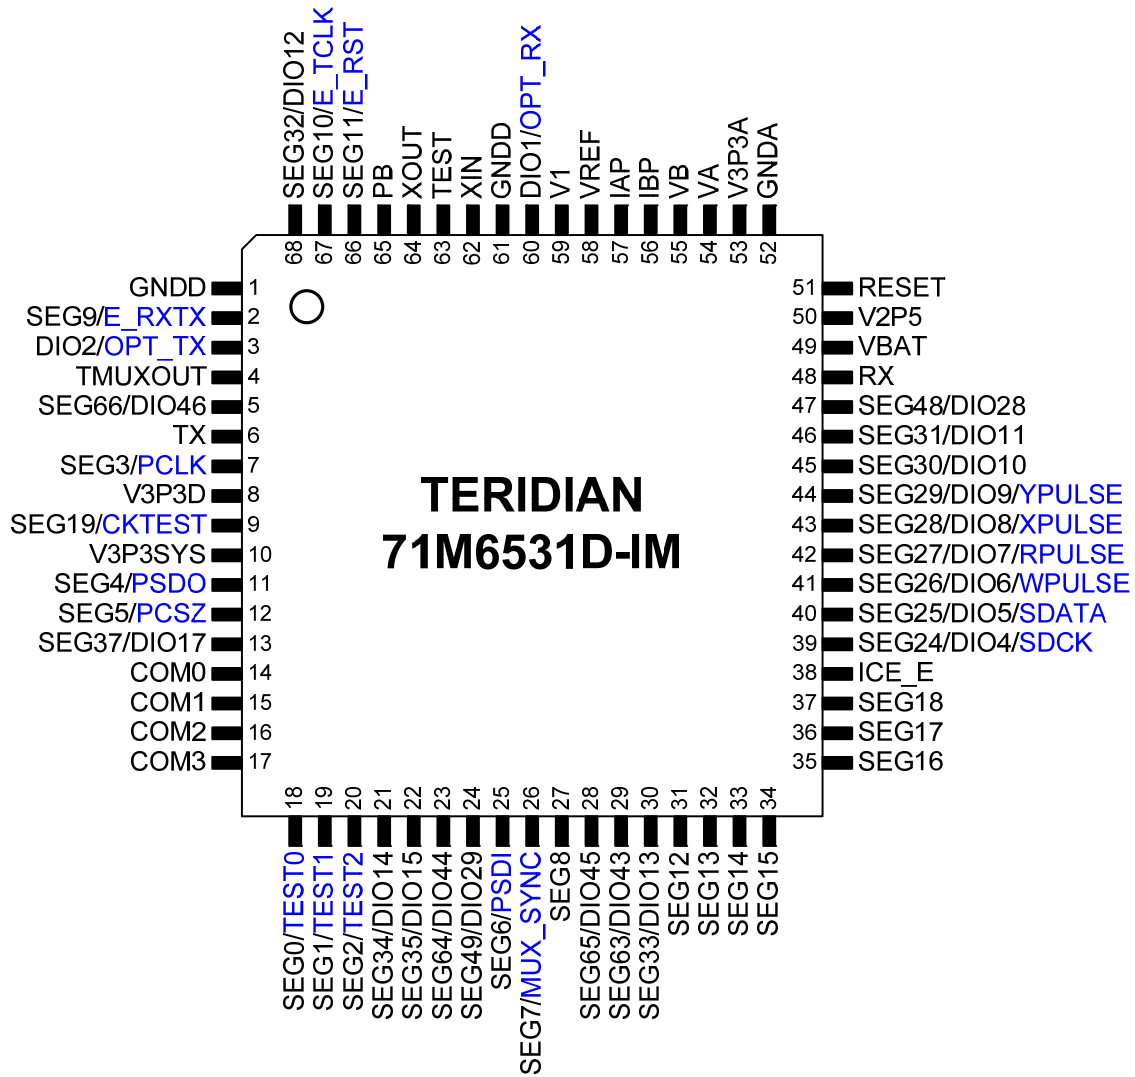 SEG32/DIO12
SEG10/E_TCLK
SEG11/E_RST
PB
XOUT
TEST
XIN
GNDD
DIO1/OPT_RX
V1
VREF
IAP
IBP
VB
VA
V3P3A
GNDA
68
67
66
65
64
63
62
61
60
59
58
57
56
55
54
53
52
GNDD 1
SEG9/E_RXTX 2
DIO2/OPT_TX 3
TMUXOUT 4
SEG66/DIO46 5
TX 6
SEG3/PCLK 7
V3P3D 8
SEG19/CKTEST 9
V3P3SYS 10
SEG4/PSDO 11
SEG5/PCSZ 12
SEG37/DIO17 13
COM0 14
COM1 15
COM2 16
COM3 17
TERIDIAN
71M6531D-IM
51 RESET
50 V2P5
49 VBAT
48 RX
47 SEG48/DIO28
46 SEG31/DIO11
45 SEG30/DIO10
44 SEG29/DIO9/YPULSE
43 SEG28/DIO8/XPULSE
42 SEG27/DIO7/RPULSE
41 SEG26/DIO6/WPULSE
40 SEG25/DIO5/SDATA
39 SEG24/DIO4/SDCK
38 ICE_E
37 SEG18
36 SEG17
35 SEG16
18
19
20
21
22
23
24
25
26
27
28
29
30
31
32
33
34
SEG0/TEST0
SEG1/TEST1
SEG2/TEST2
SEG34/DIO14
SEG35/DIO15
SEG64/DIO44
SEG49/DIO29
SEG6/PSDI
SEG7/MUX_SYNC
SEG8
SEG65/DIO45
SEG63/DIO43
SEG33/DIO13
SEG12
SEG13
SEG14
SEG15